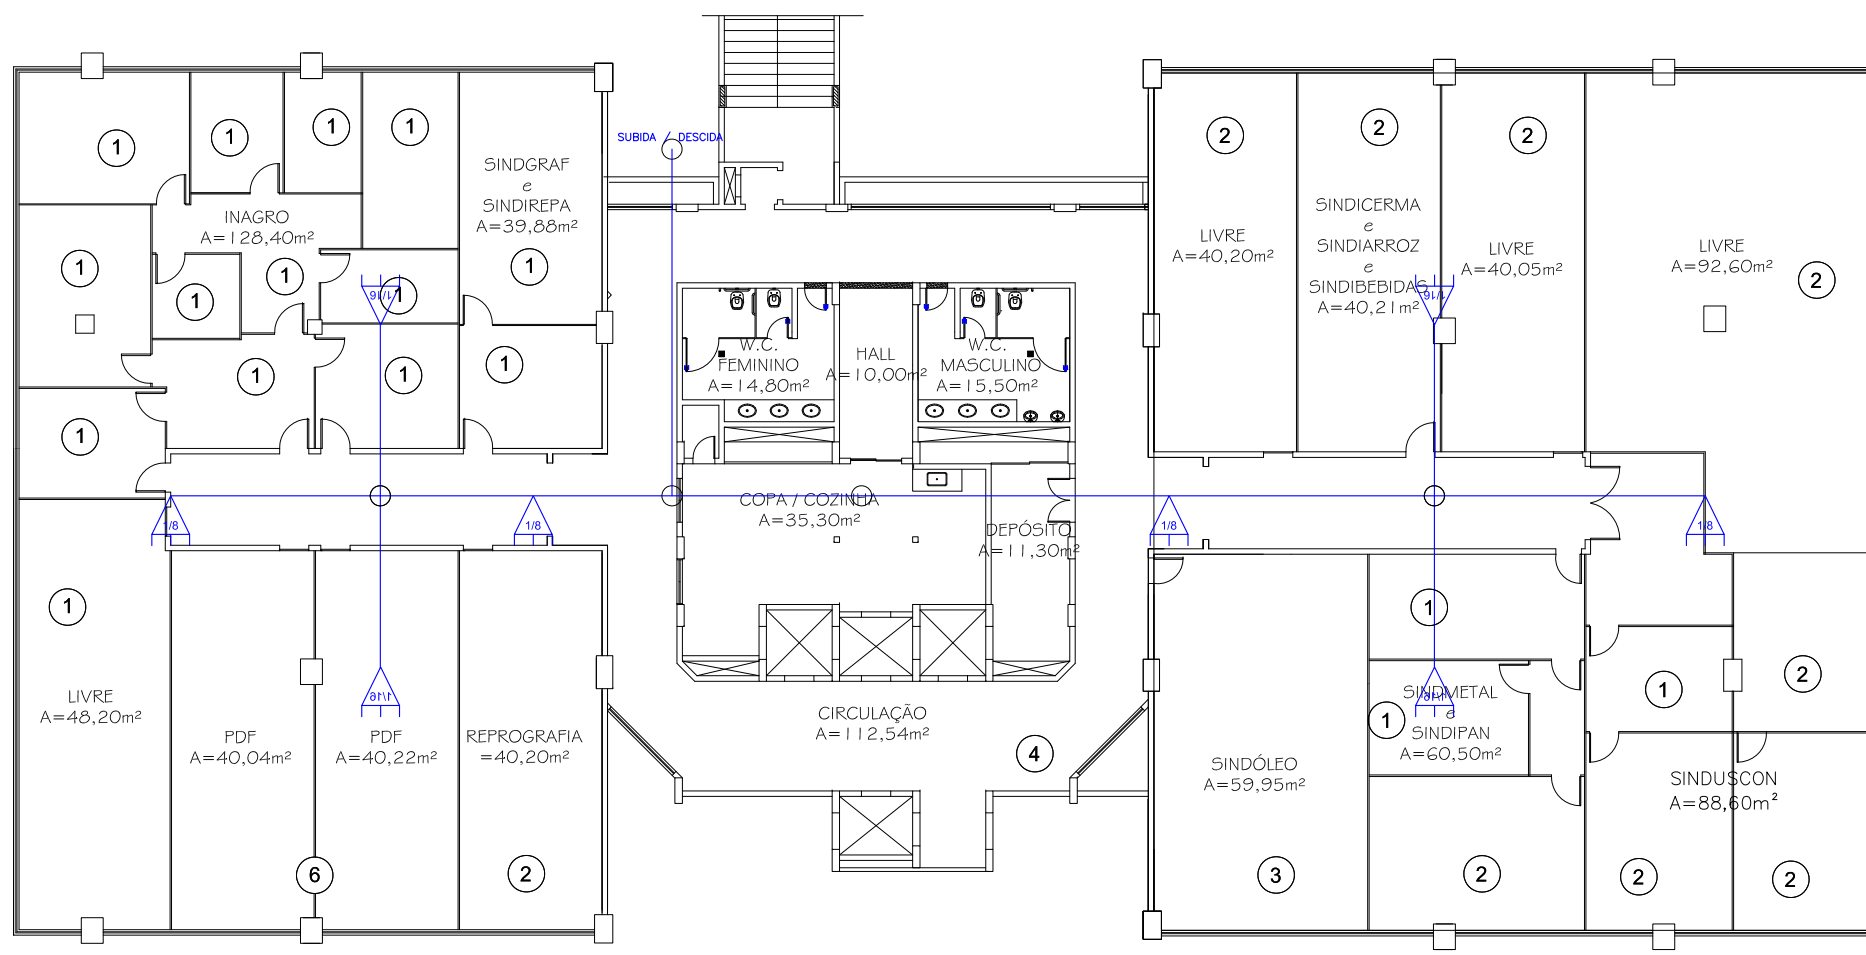 SUBIDA / DESCIDA
1
1
1
1
SINDGRAF
e
SINDIREPA
A=39,88m²
1
INAGRO
A=128,40m²
1
1
1
1
1/16
1
1
1
1
1
1/8
1/8
1
LIVRE
A=48,20m²
PDF
A=40,04m²
1/16
PDF
A=40,22m²
REPROGRAFIA
=40,20m²
6
2
W.C.
FEMININO
A=14,80m²
HALL
A=10,00m²
W.C.
MASCULINO
A=15,50m²
COPA / COZINHA
A=35,30m²
DEPÓSITO
A=11,30m²
CIRCULAÇÃO
A=112,54m²
4
2
LIVRE
A=40,20m²
2
SINDICERMA
e
SINDIARROZ
e
SINDIBEBIDAS
A=40,21m²
1/16
2
LIVRE
A=40,05m²
LIVRE
A=92,60m²
2
1/8
1/8
1
1
SINDMETAL
e
SINDIPAN
A=60,50m²
1/16
SINDÓLEO
A=59,95m²
3
2
1
2
SINDUSCON
A=88,60m²
2
2